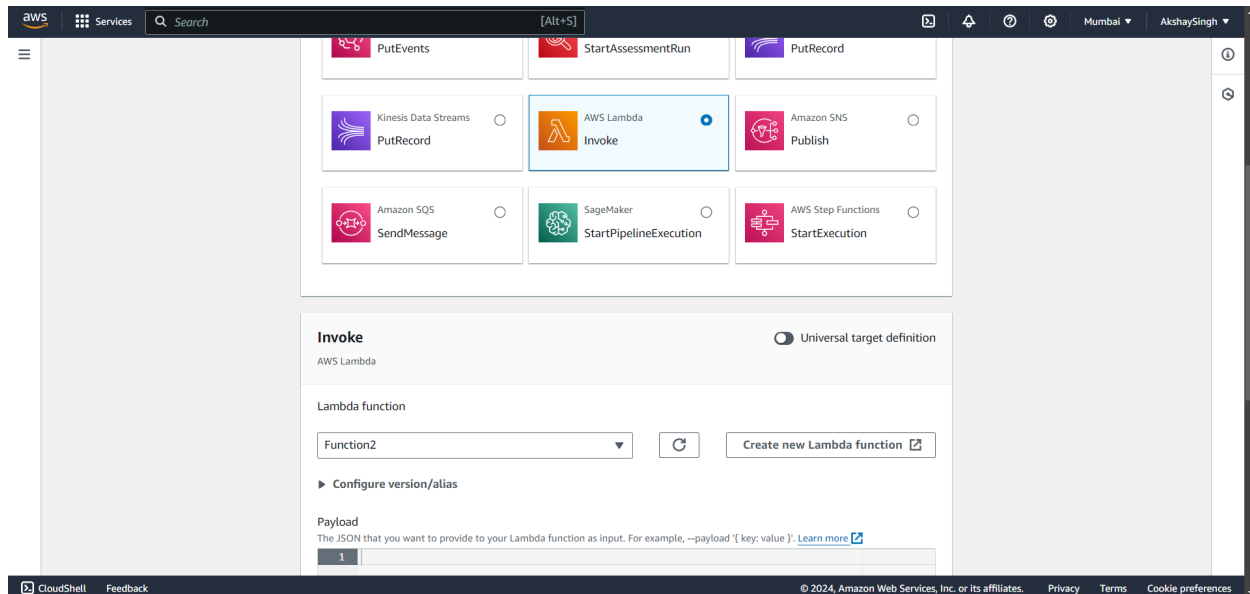 aws Services Search [Alt+S] Mumbai ▼ AkshaySingh ▼
PutEvents
StartAssessmentRun
PutRecord
Kinesis Data Streams
PutRecord
AWS Lambda
Invoke
Amazon SNS
Publish
Amazon SQS
SendMessage
SageMaker
StartPipelineExecution
AWS Step Functions
StartExecution
Invoke
Universal target definition
AWS Lambda
Lambda function
Function2
Create new Lambda function
Configure version/alias
Payload
The JSON that you want to provide to your Lambda function as input. For example, --payload '{ key: value }'. Learn more
1
CloudShell Feedback © 2024, Amazon Web Services, Inc. or its affiliates. Privacy Terms Cookie preferences